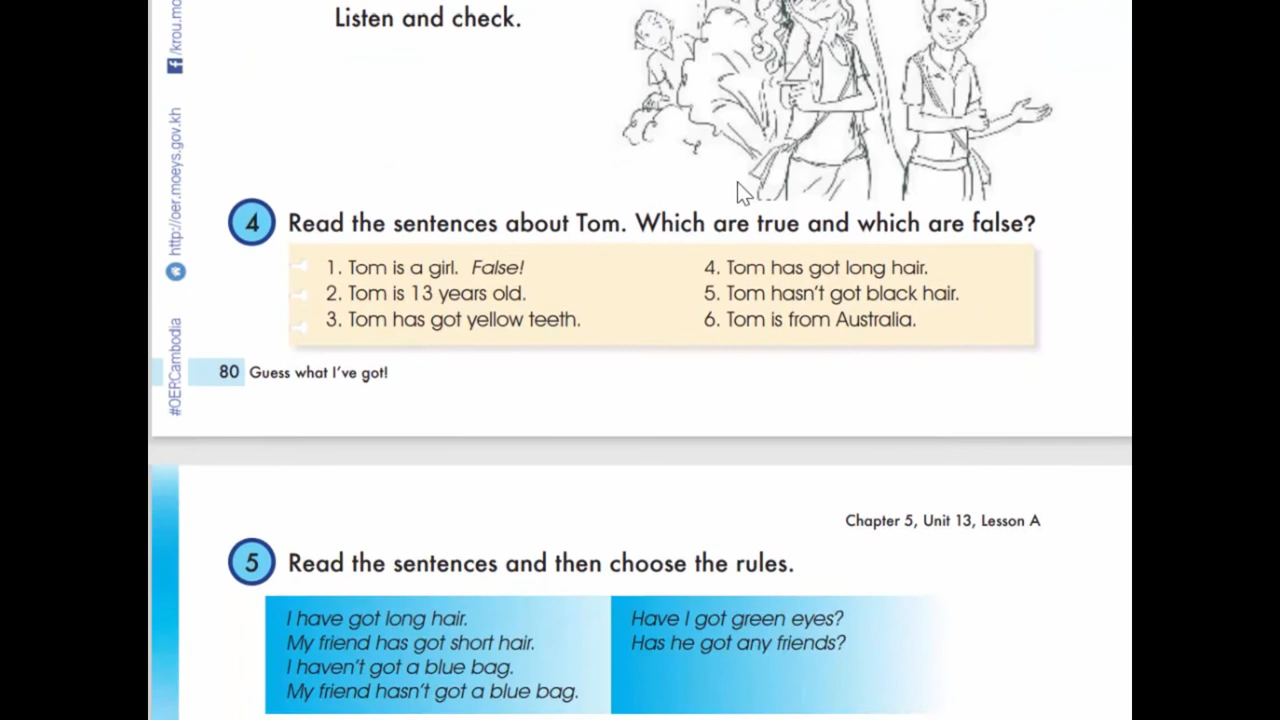 Listen and check.
f/krou.mo
http://oer.moeys.gov.kh
#OERCambodia
4 Read the sentences about Tom. Which are true and which are false?
1. Tom is a girl. False!
2. Tom is 13 years old.
3. Tom has got yellow teeth.
4. Tom has got long hair.
5. Tom hasn't got black hair.
6. Tom is from Australia.
80 Guess what I've got!
Chapter 5, Unit 13, Lesson A
5 Read the sentences and then choose the rules.
I have got long hair.
My friend has got short hair.
I haven't got a blue bag.
My friend hasn't got a blue bag.
Have I got green eyes?
Has he got any friends?